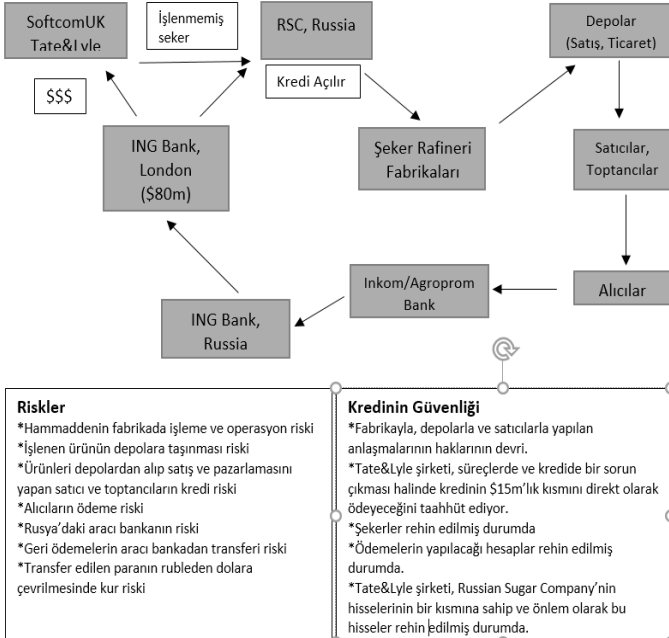 SoftcomUK
Tate&Lyle
İşlenmemiş
seker
RSC, Russia
Depolar
(Satış, Ticaret)
$$$
Kredi Açılır
ING Bank,
London
($80m)
Şeker Rafineri
Fabrikaları
Satıcılar,
Toptancılar
Inkom/Agroprom
Bank
Alıcılar
ING Bank,
Russia
Riskler
*Hammaddenin fabrikada işleme ve operasyon riski
*İşlenen ürünün depolara taşınması riski
*Ürünleri depolardan alıp satış ve pazarlamasını
yapan satıcı ve toptancıların kredi riski
*Alıcıların ödeme riski
*Rusya'daki aracı bankanın riski
*Geri ödemelerin aracı bankadan transferi riski
*Transfer edilen paranın rubleden dolara
çevrilmesinde kur riski
Kredinin Güvenliği
*Fabrikayla, depolarla ve satıcılarla yapılan
anlaşmalarının haklarının devri.
*Tate&Lyle şirketi, süreçlerde ve kredide bir sorun
çıkması halinde kredinin $15m'lık kısmını direkt olarak
ödeyeceğini taahhüt ediyor.
*Şekerler rehin edilmiş durumda
*Ödemelerin yapılacağı hesaplar rehin edilmiş
durumda.
*Tate&Lyle şirketi, Russian Sugar Company'nin
hisselerinin bir kısmına sahip ve önlem olarak bu
hisseler rehin edilmiş durumda.